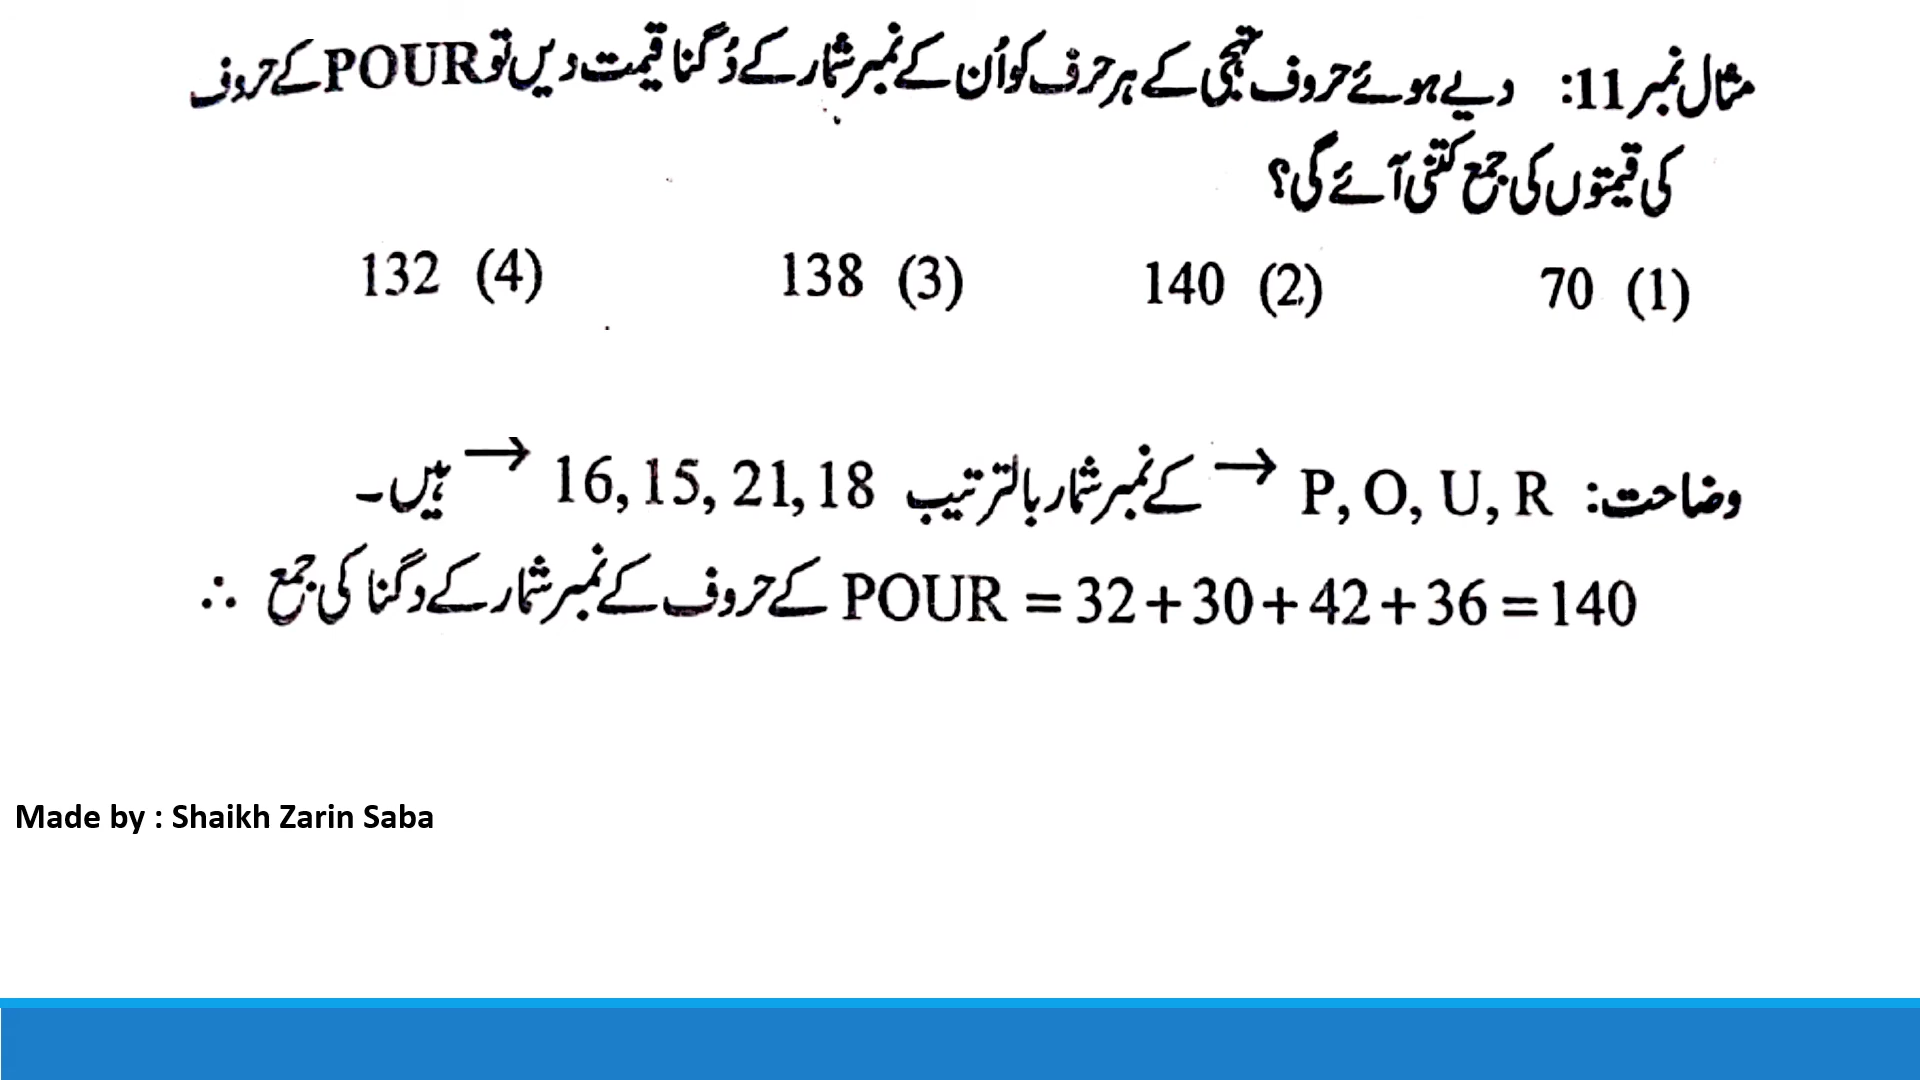 مثال نمبر 11: دیے ہوئے حروف تہجی کے ہر حرف کو اُن کے نمبر شمار کے دُگنا قیمت دیں تو POUR کے حروف
کی قیمتوں کی جمع کتنی آئے گی؟
70 (1) 140 (2) 138 (3) 132 (4)
وضاحت: P, O, U, R → کے نمبر شمار بالترتیب 16, 15, 21, 18 → ہیں۔
∴ کے حروف کے نمبر شمار کے دگنا کی جمع POUR = 32 + 30 + 42 + 36 = 140
Made by : Shaikh Zarin Saba